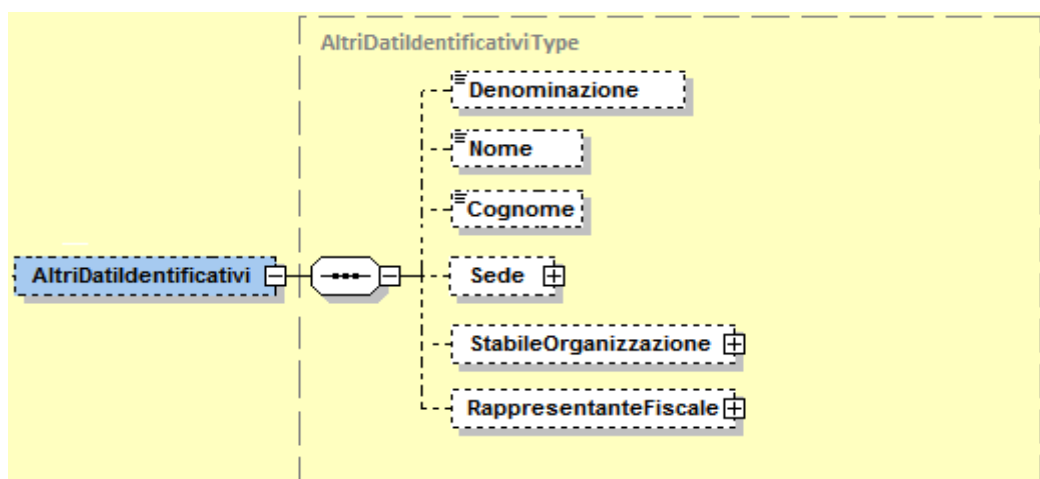 AltriDatiIdentificativiType
Denominazione
Nome
Cognome
AltriDatiIdentificativi
Sede
StabileOrganizzazione
RappresentanteFiscale